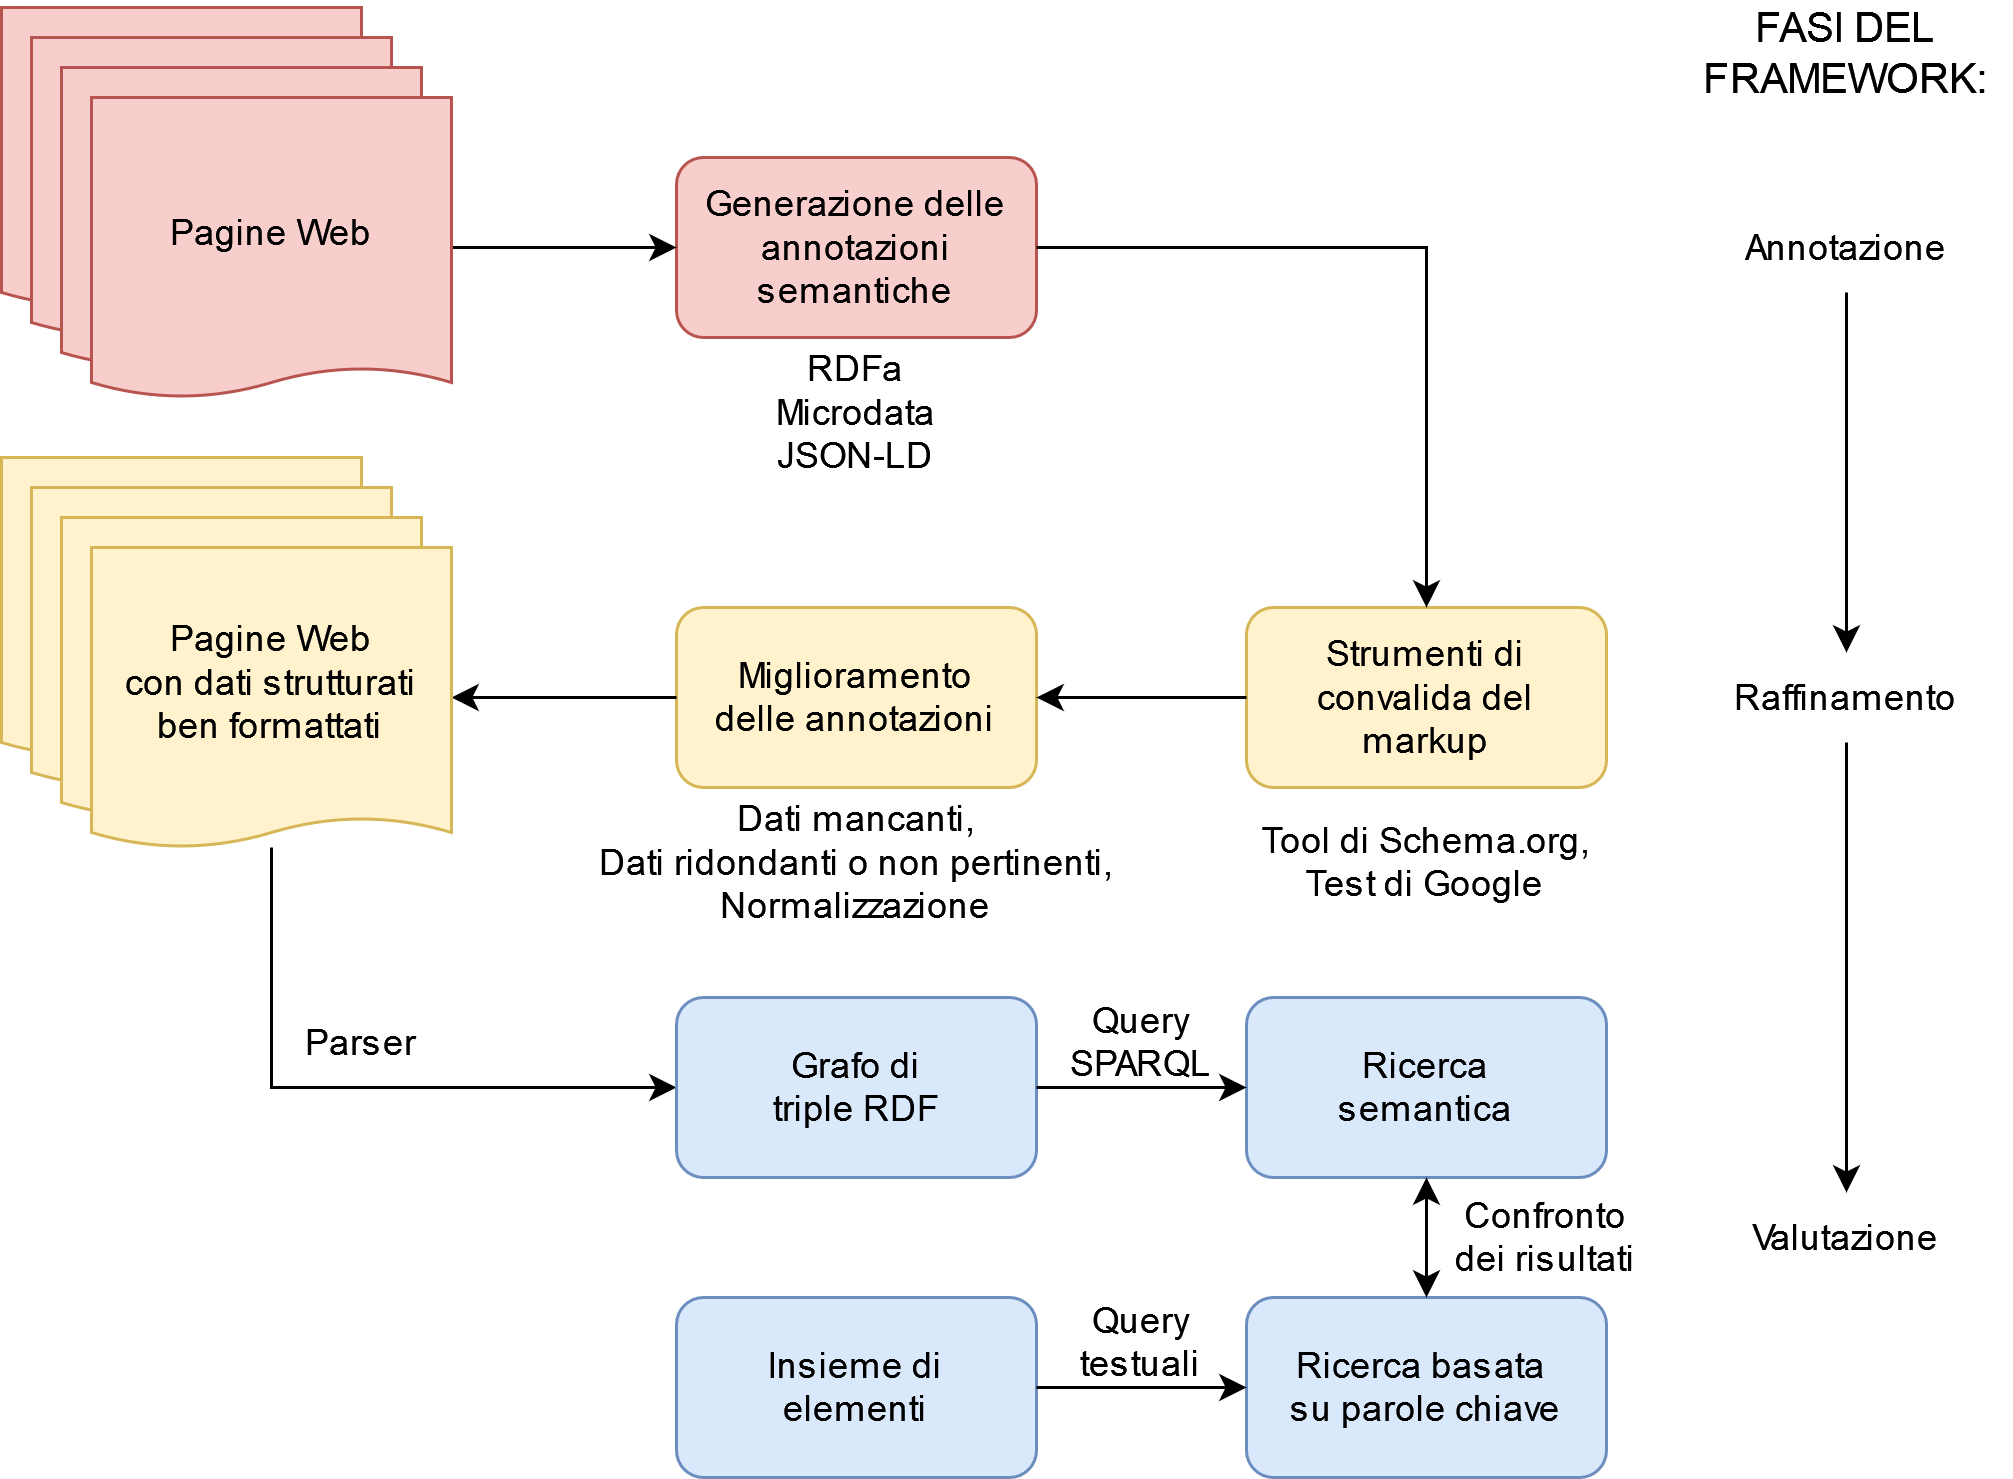 FASI DEL
FRAMEWORK:
Pagine Web
Generazione delle
annotazioni
semantiche
Annotazione
RDFa
Microdata
JSON-LD
Pagine Web
con dati strutturati
ben formattati
Miglioramento
delle annotazioni
Strumenti di
convalida del
markup
Raffinamento
Dati mancanti,
Dati ridondanti o non pertinenti,
Normalizzazione
Tool di Schema.org,
Test di Google
Parser
Grafo di
triple RDF
Query
SPARQL
Ricerca
semantica
Confronto
dei risultati
Valutazione
Insieme di
elementi
Query
testuali
Ricerca basata
su parole chiave